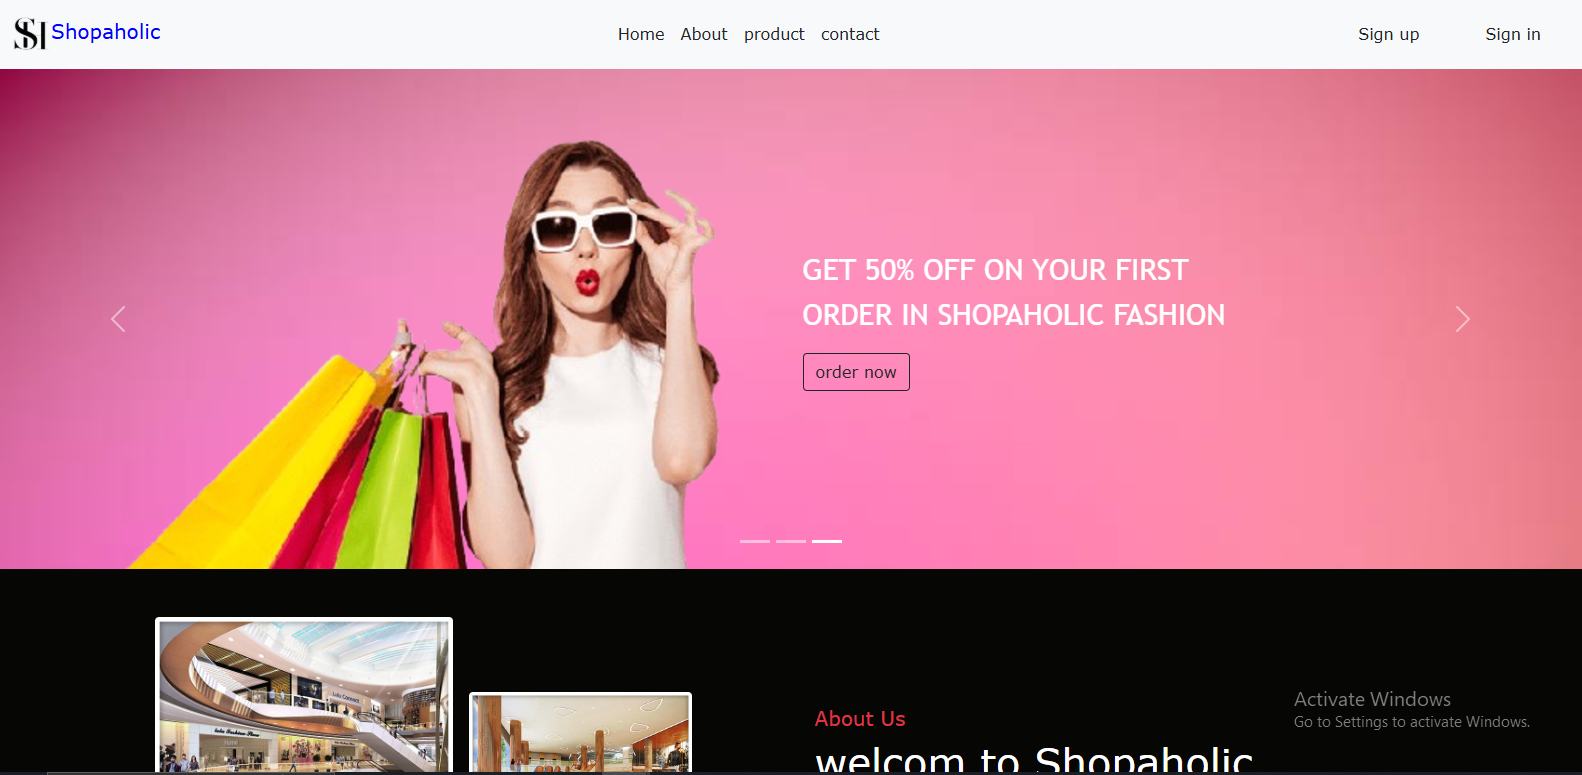 SSI Shopaholic
Home About product contact
Sign up Sign in
GET 50% OFF ON YOUR FIRST
ORDER IN SHOPAHOLIC FASHION
order now
About Us
welcom to Shopaholic
Activate Windows
Go to Settings to activate Windows.